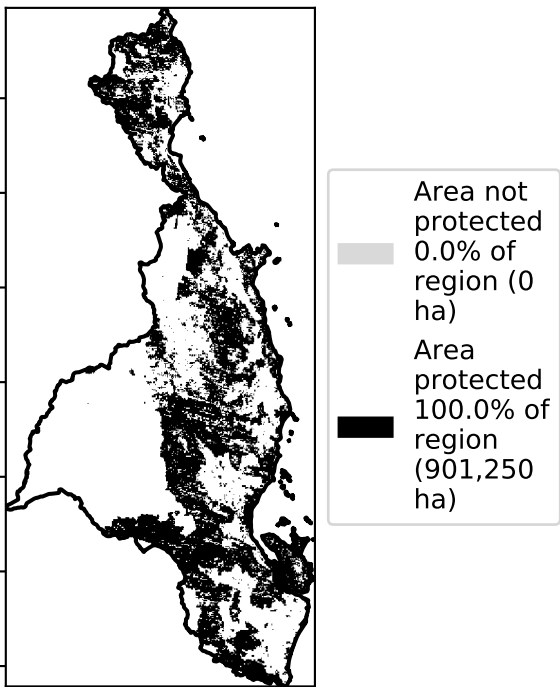 Area not
protected
0.0% of
region (0
ha)
Area
protected
100.0% of
region
(901,250
ha)